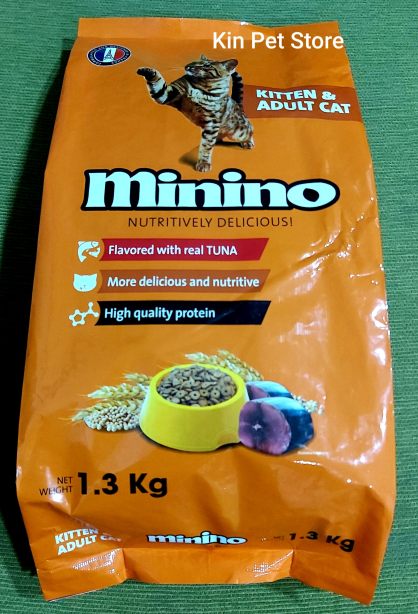 Kin Pet Store
KITTEN &
ADULT CAT
minino
NUTRITIVELY DELICIOUS!
Flavored with real TUNA
More delicious and nutritive
High quality protein
NET
WEIGHT 1.3 Kg
KITTEN
ADULT CAT
minino
1.3 Kg